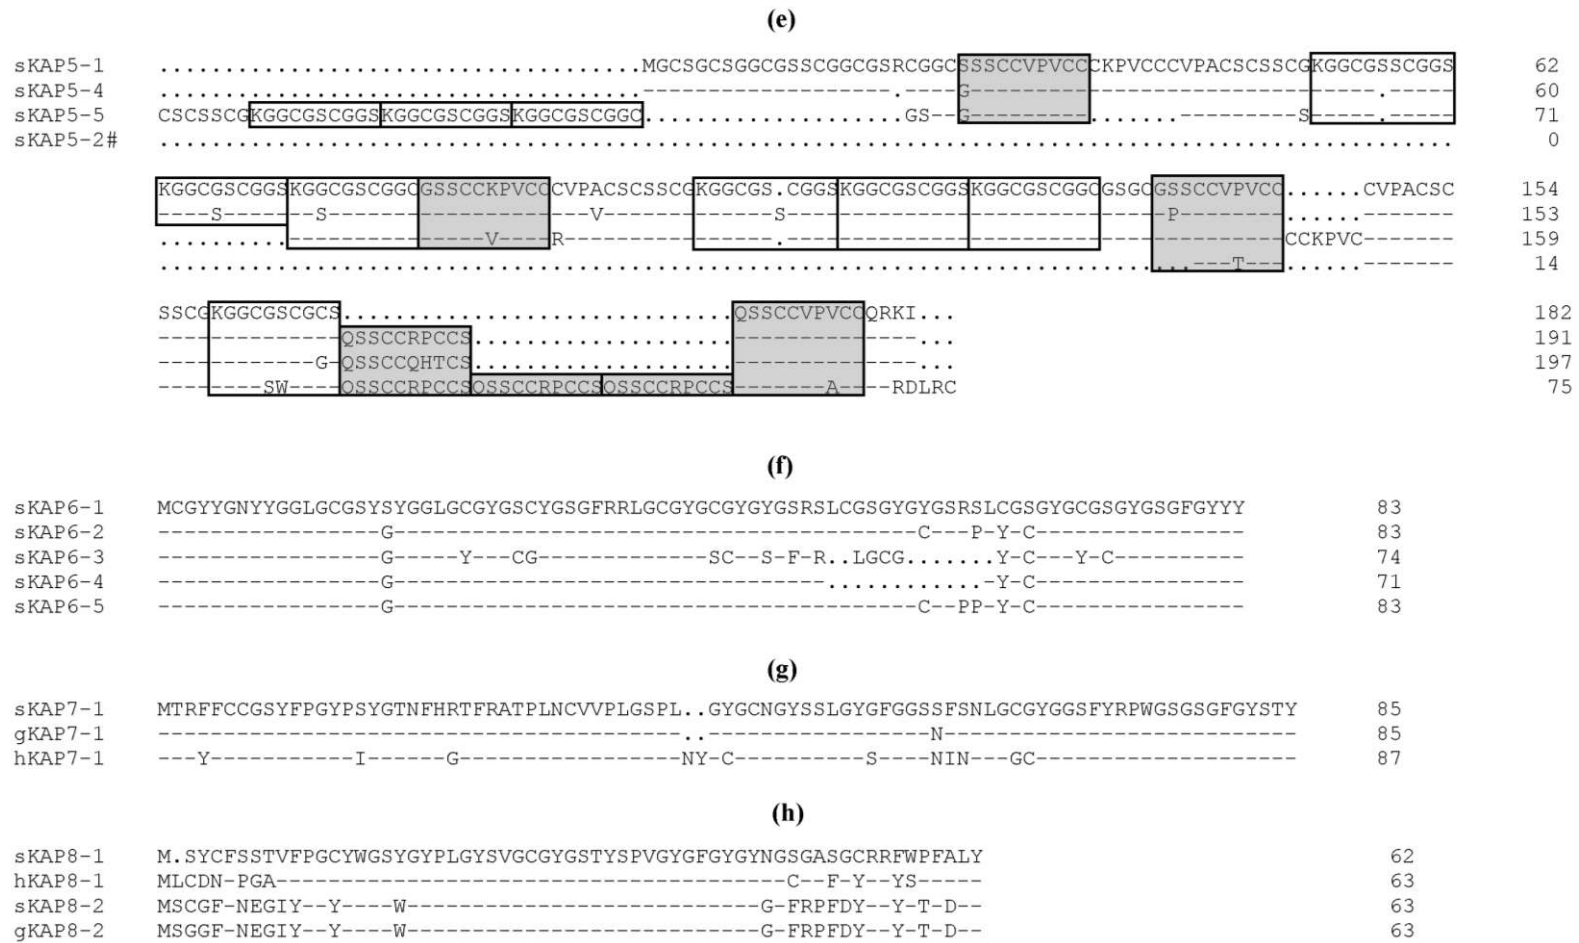 (e)
sKAP5-1 .....................................MGCSGCSGGCGSSCGGCGSRCGGCSSSCCVPVCCCKPVCCCVPACSCSSCGKGGCGSSCGGS 62
sKAP5-4 .....................................-------------------.----G-------------------------------.----- 60
sKAP5-5 CSCSSCGKGGCGSCGGSKGGCGSCGGSKGGCGSCGGC....................GS--G---------.......---------S-----.----- 71
sKAP5-2# ................................................................................................... 0
KGGCGSCGGSKGGCGSCGGCGSSCCKPVCCCVPACSCSSCGKGGCGS.CGGSKGGCGSCGGSKGGCGSCGGCGSGCGSSCCVPVCC......CVPACSC 154
----S-------S--------------------V-------------S-----------------------------P--------......------- 153
..........---------------V----R----------------.--------------------------------------CCKPVC------- 159
...............................................................................---T---......------- 14
SSCGKGGCGSCGCS..............................QSSCCVPVCCQRKI... 182
--------------QSSCCRPCCS....................--------------... 191
------------G-QSSCCQHTCS....................--------------... 197
--------SW----QSSCCRPCCSQSSCCRPCCSQSSCCRPCCS-------A----RDLRC 75
(f)
sKAP6-1 MCGYYGNYYGGLGCGSYSYGGLGCGYGSCYGSGFRRLGCGYGCGYGYGSRSLCGSGYGYGSRSLCGSGYGCGSGYGSGFGYYY 83
sKAP6-2 -----------------G----------------------------------------C---P-Y-C---------------- 83
sKAP6-3 -----------------G-----Y---CG-------------SC--S-F-R..LGCG.......Y-C---Y-C---------- 74
sKAP6-4 -----------------G---------------------------------............-Y-C---------------- 71
sKAP6-5 -----------------G----------------------------------------C--PP-Y-C---------------- 83
(g)
sKAP7-1 MTRFFCCGSYFPGYPSYGTNFHRTFRATPLNCVVPLGSPL..GYGCNGYSSLGYGFGGSSFSNLGCGYGGSFYRPWGSGSGFGYSTY 85
gKAP7-1 ----------------------------------------..-----------------N--------------------------- 85
hKAP7-1 ---Y-----------I------G-----------------NY-C----------S----NIN---GC-------------------- 87
(h)
sKAP8-1 M.SYCFSSTVFPGCYWGSYGYPLGYSVGCGYGSTYSPVGYGFGYGYNGSGASGCRRFWPFALY 62
hKAP8-1 MLCDN-PGA---------------------------------------C--F-Y--YS----- 63
sKAP8-2 MSCGF-NEGIY--Y----W---------------------------G-FRPFDY--Y-T-D-- 63
gKAP8-2 MSGGF-NEGIY--Y----W---------------------------G-FRPFDY--Y-T-D-- 63